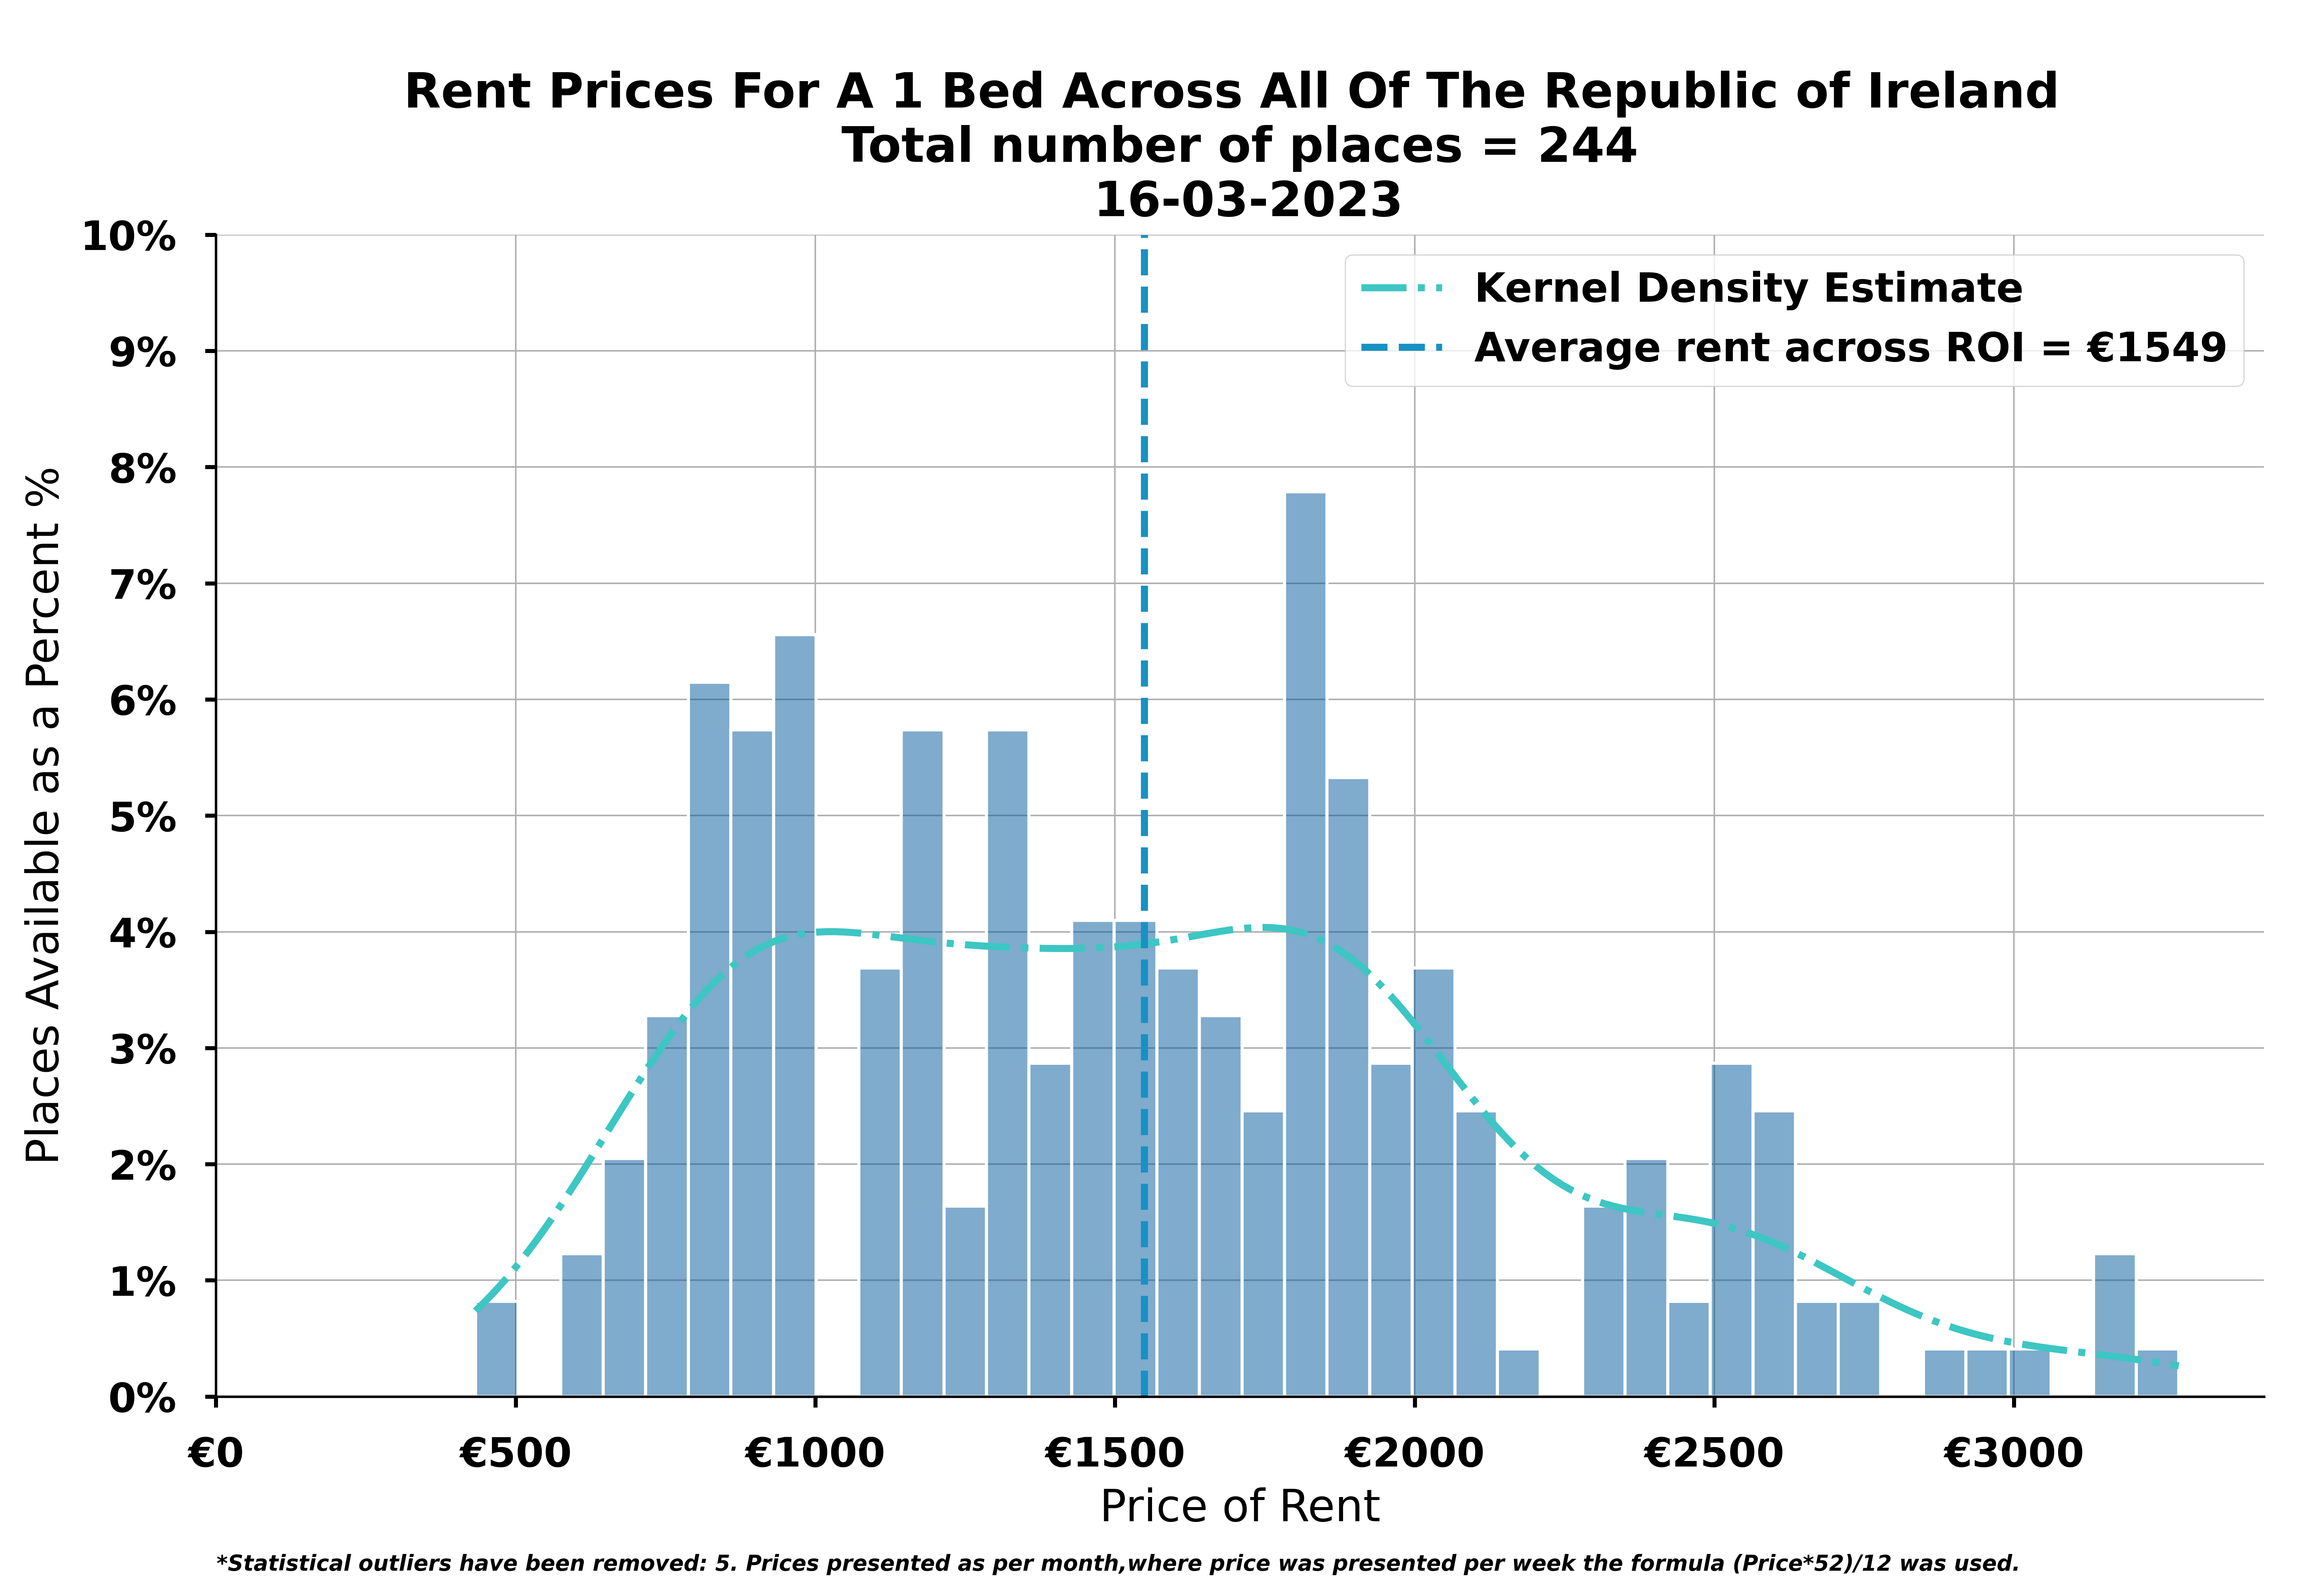 Rent Prices For A 1 Bed Across All Of The Republic of Ireland
Total number of places = 244
16-03-2023
Kernel Density Estimate
Average rent across ROI = €1549
Places Available as a Percent %
10%
9%
8%
7%
6%
5%
4%
3%
2%
1%
0%
€0 €500 €1000 €1500 €2000 €2500 €3000
Price of Rent
*Statistical outliers have been removed: 5. Prices presented as per month,where price was presented per week the formula (Price*52)/12 was used.